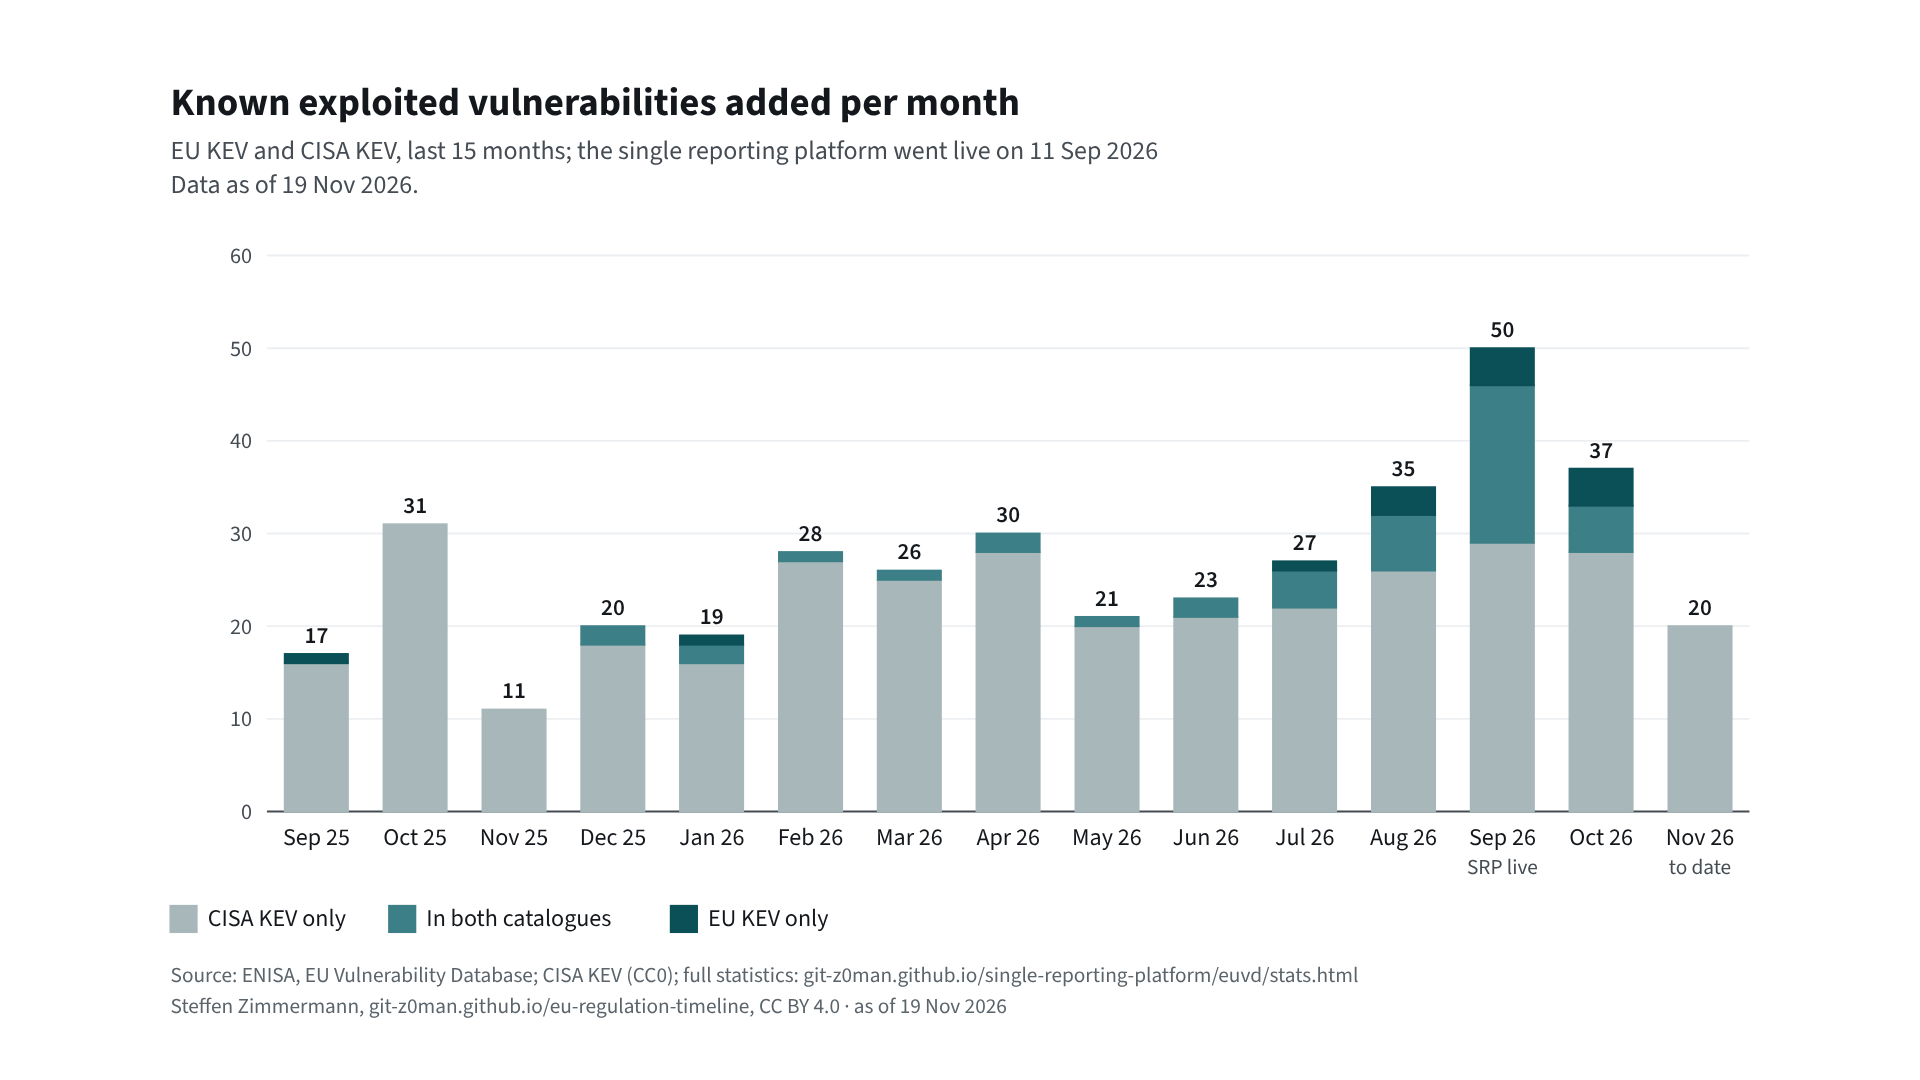 Known exploited vulnerabilities added per month
EU KEV and CISA KEV, last 15 months; the single reporting platform went live on 11 Sep 2026
Data as of 19 Nov 2026.
60
50
40
30
20
10
0
17
31
11
20
19
28
26
30
21
23
27
35
50
37
20
Sep 25
Oct 25
Nov 25
Dec 25
Jan 26
Feb 26
Mar 26
Apr 26
May 26
Jun 26
Jul 26
Aug 26
Sep 26
SRP live
Oct 26
Nov 26
to date
CISA KEV only
In both catalogues
EU KEV only
Source: ENISA, EU Vulnerability Database; CISA KEV (CC0); full statistics: git-z0man.github.io/single-reporting-platform/euvd/stats.html
Steffen Zimmermann, git-z0man.github.io/eu-regulation-timeline, CC BY 4.0 · as of 19 Nov 2026